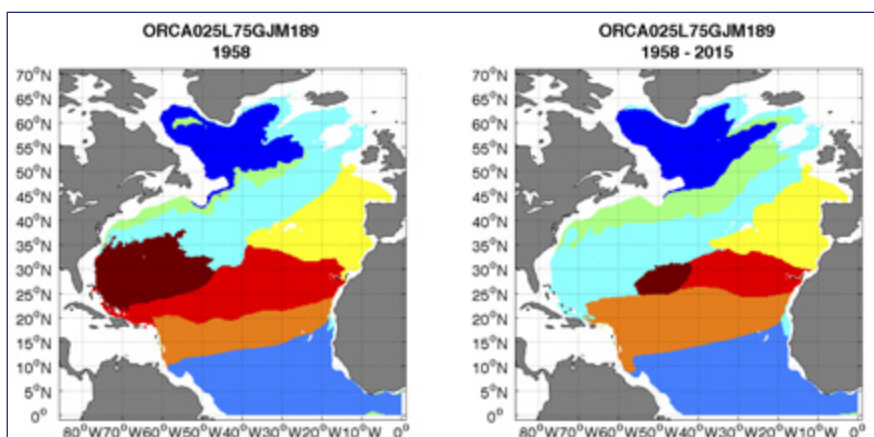 ORCA025L75GJM189
1958
70°N
65°N
60°N
55°N
50°N
45°N
40°N
35°N
30°N
25°N
20°N
15°N
10°N
5°N
0°
80°W70°W60°W50°W40°W30°W20°W10°W 0°
ORCA025L75GJM189
1958 - 2015
70°N
65°N
60°N
55°N
50°N
45°N
40°N
35°N
30°N
25°N
20°N
15°N
10°N
5°N
0°
80°W70°W60°W50°W40°W30°W20°W10°W 0°